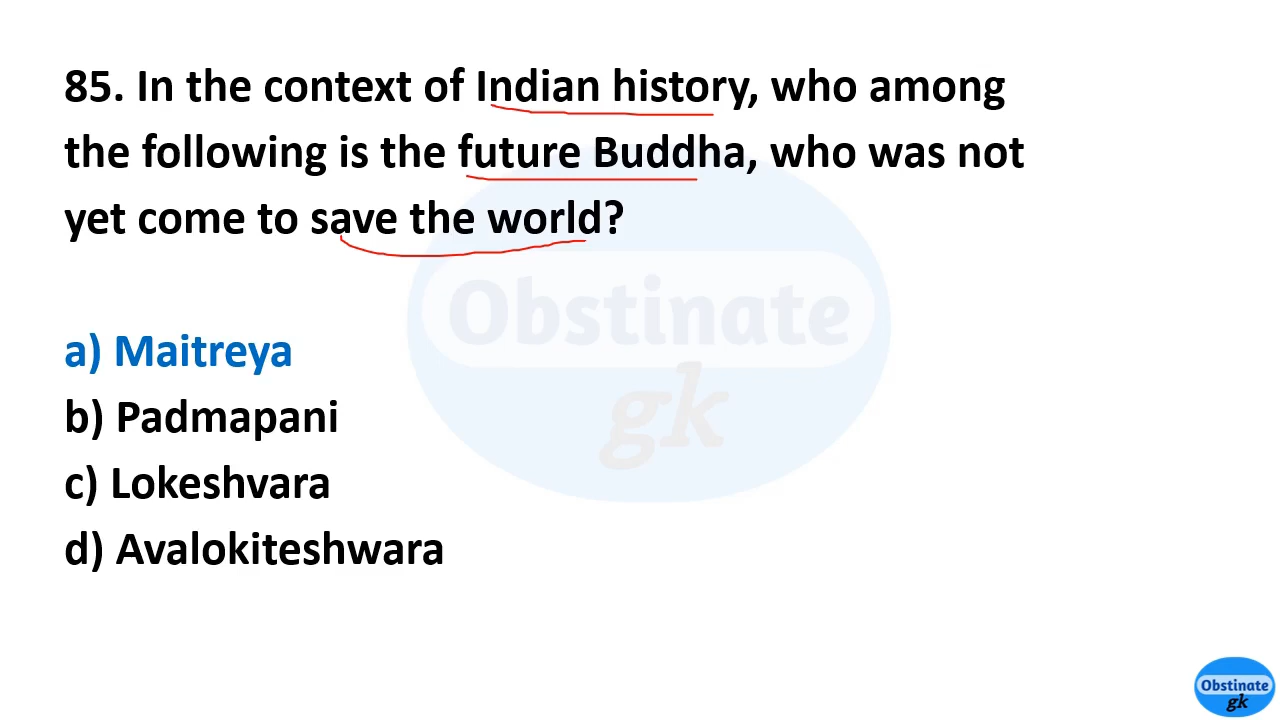 85. In the context of Indian history, who among
the following is the future Buddha, who was not
yet come to save the world?
a) Maitreya
b) Padmapani
c) Lokeshvara
d) Avalokiteshwara
Obstinate
gk
Obstinate
gk